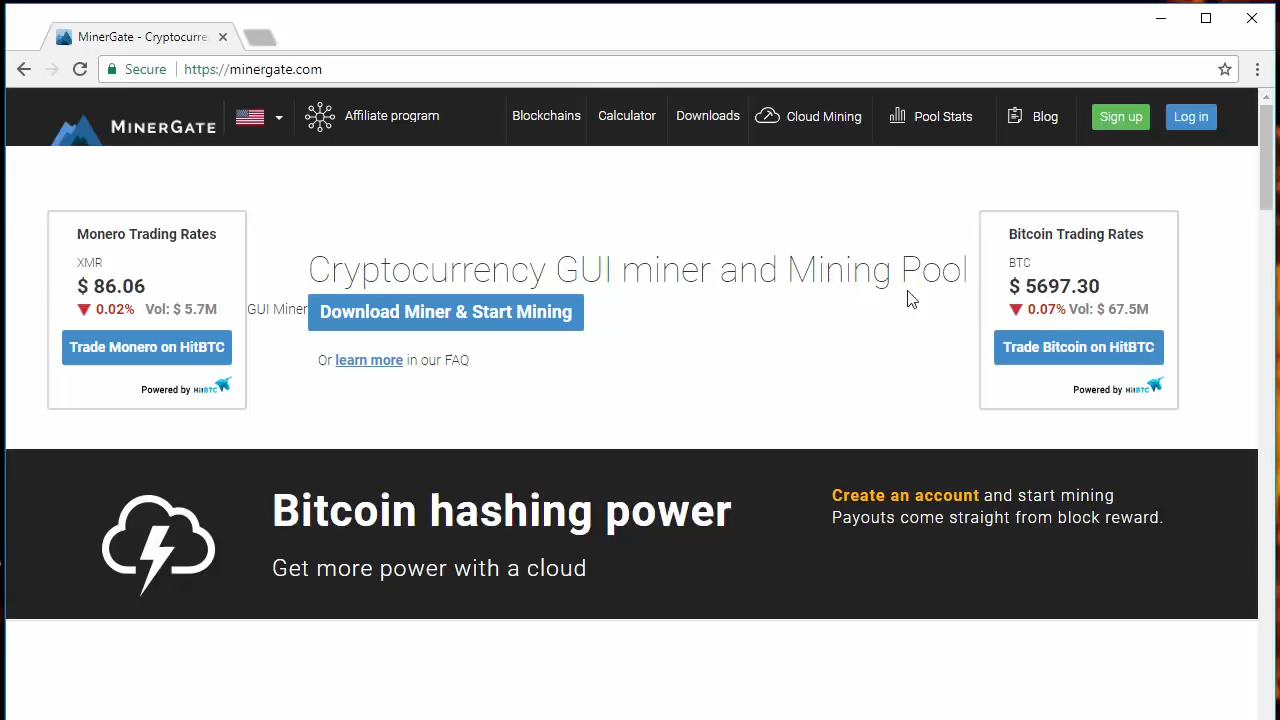 MinerGate - Cryptocurre
Secure https://minergate.com
MINERGATE Affiliate program Blockchains Calculator Downloads Cloud Mining Pool Stats Blog Sign up Log in
Monero Trading Rates
XMR
$ 86.06
0.02% Vol: $ 5.7M
Trade Monero on HitBTC
Powered by HitBTC
Cryptocurrency GUI miner and Mining Pool
GUI Miner
Download Miner & Start Mining
Or learn more in our FAQ
Bitcoin Trading Rates
BTC
$ 5697.30
0.07% Vol: $ 67.5M
Trade Bitcoin on HitBTC
Powered by HitBTC
Bitcoin hashing power
Get more power with a cloud
Create an account and start mining
Payouts come straight from block reward.